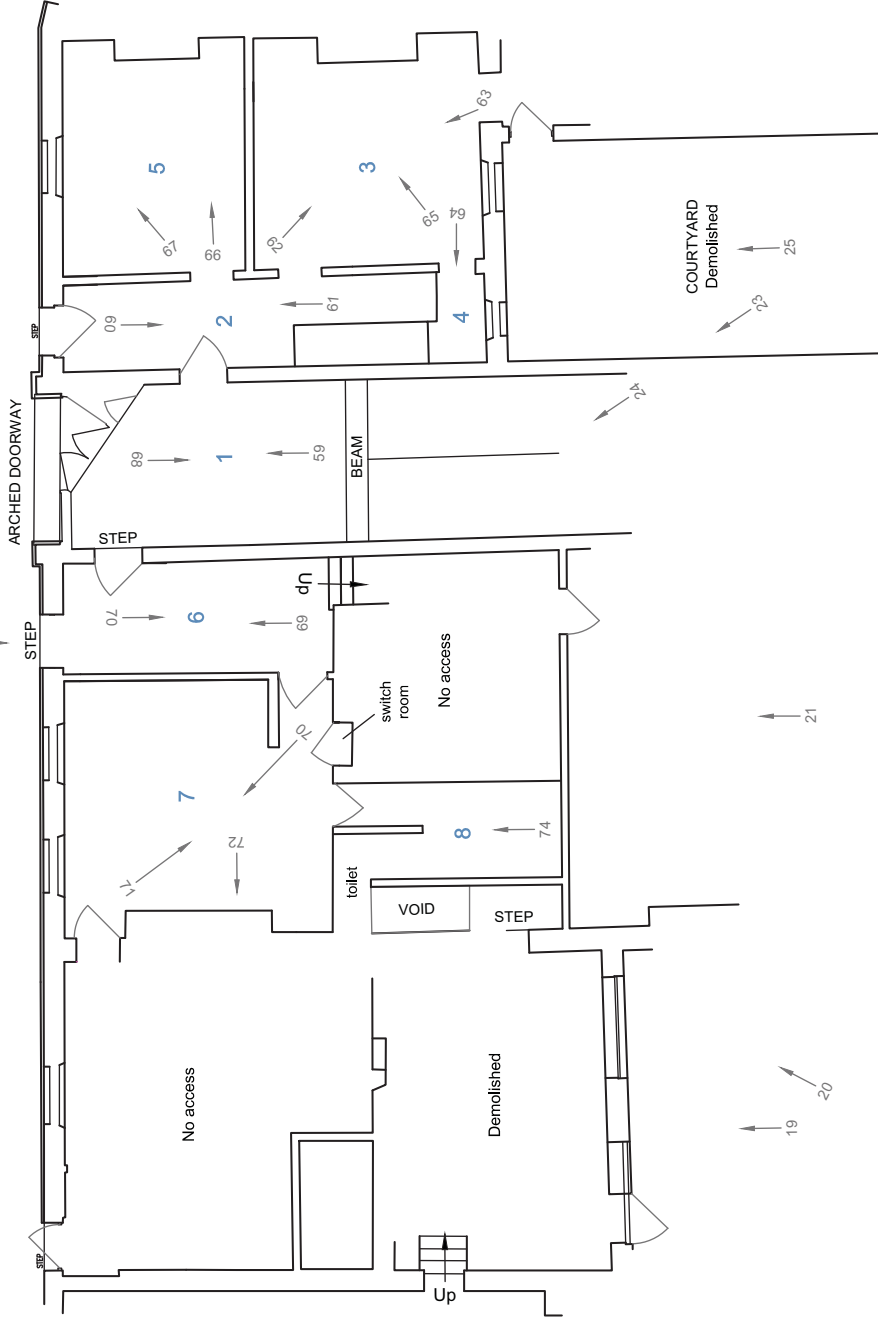 5
67
66
3
63
62
65
64
STEP
60
2
61
4
COURTYARD
Demolished
25
23
24
ARCHED DOORWAY
68
1
59
BEAM
STEP
STEP
70
6
69
Up
No access
switch
room
70
7
71
72
8
74
21
toilet
VOID
STEP
No access
Demolished
20
19
STEP
Up